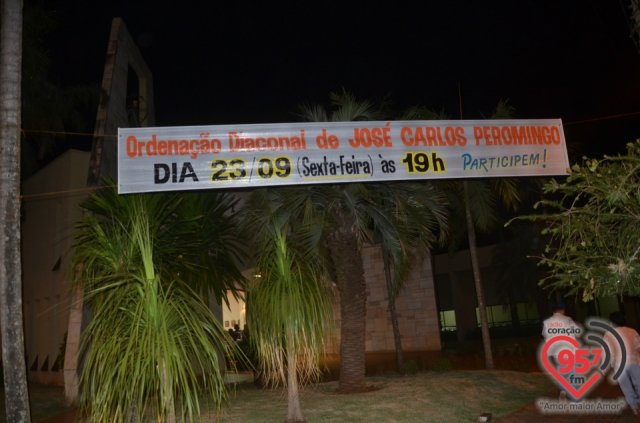 Ordenação Diaconal de JOSÉ CARLOS PEROMINGO
DIA 23/09 (Sexta-Feira) às 19h PARTICIPEM!
rádio
coração
95.7
fm
"Amor maior Amor"